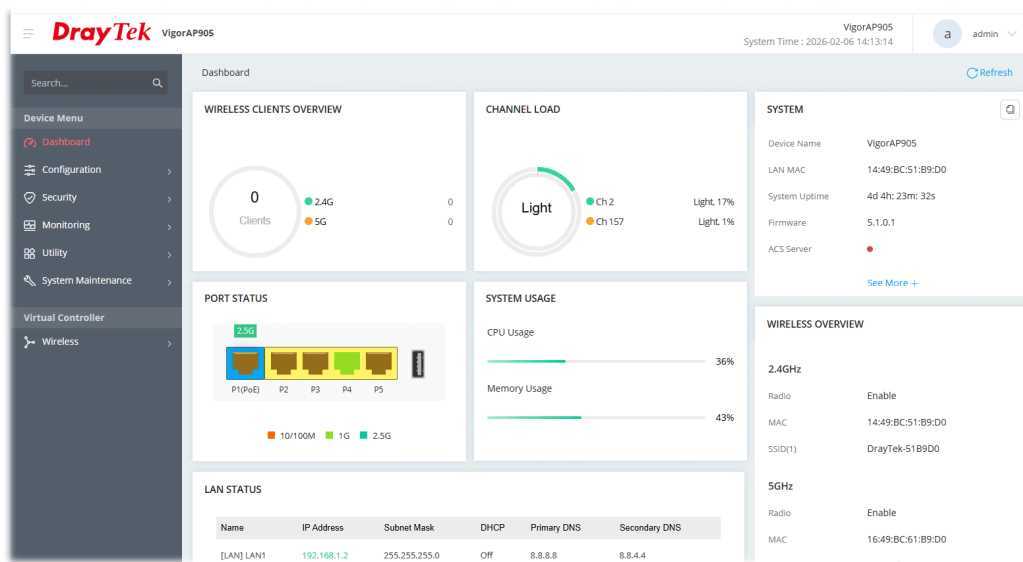 DrayTek VigorAP905
VigorAP905
System Time : 2026-02-06 14:13:14
a admin
Search...
Device Menu
Dashboard
Configuration
Security
Monitoring
Utility
System Maintenance
Virtual Controller
Wireless
Dashboard
Refresh
WIRELESS CLIENTS OVERVIEW
0
Clients
2.4G 0
5G 0
CHANNEL LOAD
Light
Ch 2 Light, 17%
Ch 157 Light, 1%
SYSTEM
Device Name VigorAP905
LAN MAC 14:49:BC:51:B9:D0
System Uptime 4d 4h: 23m: 32s
Firmware 5.1.0.1
ACS Server
See More +
PORT STATUS
2.5G
P1(PoE) P2 P3 P4 P5
10/100M 1G 2.5G
SYSTEM USAGE
CPU Usage
36%
Memory Usage
43%
WIRELESS OVERVIEW
2.4GHz
Radio Enable
MAC 14:49:BC:51:B9:D0
SSID(1) DrayTek-51B9D0
5GHz
Radio Enable
MAC 16:49:BC:61:B9:D0
LAN STATUS
Name IP Address Subnet Mask DHCP Primary DNS Secondary DNS
[LAN] LAN1 192.168.1.2 255.255.255.0 Off 8.8.8.8 8.8.4.4